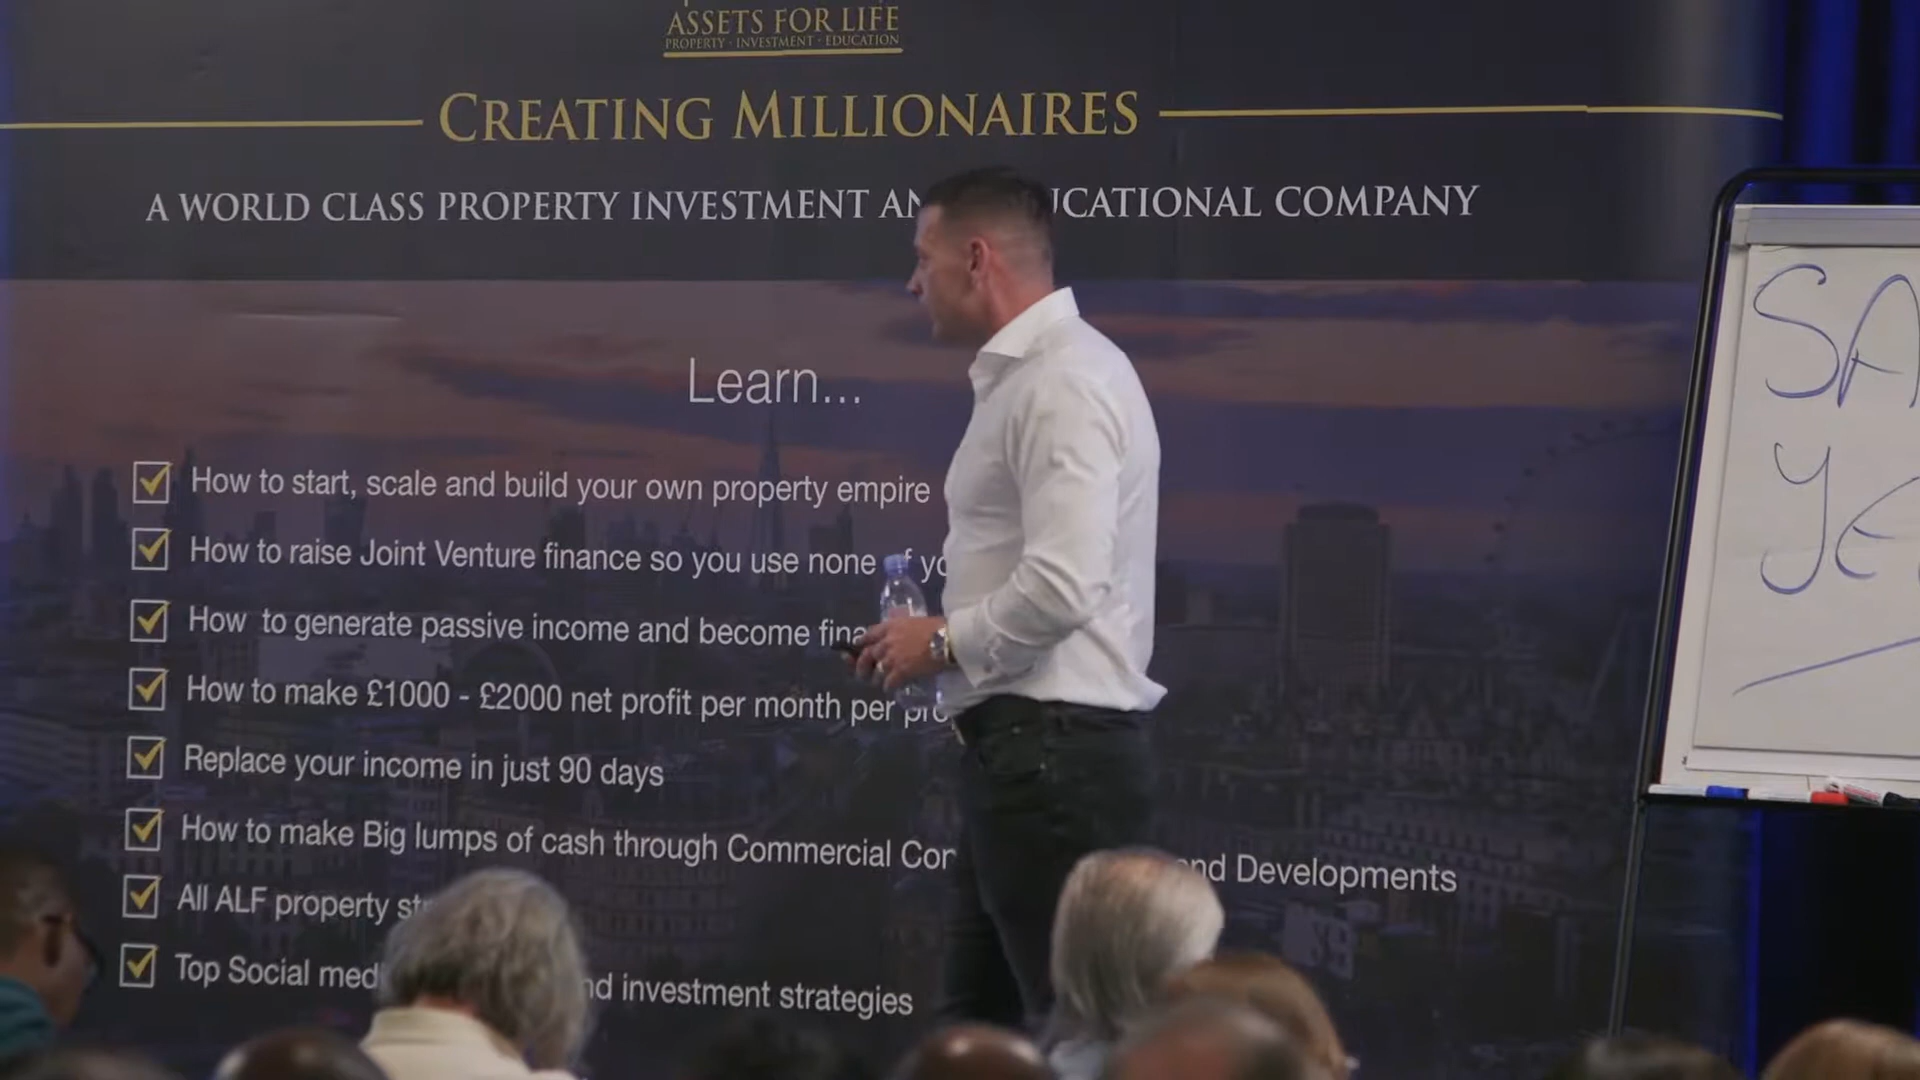 ASSETS FOR LIFE
PROPERTY · INVESTMENT · EDUCATION
CREATING MILLIONAIRES
A WORLD CLASS PROPERTY INVESTMENT AN UCATIONAL COMPANY
Learn...
How to start, scale and build your own property empire
How to raise Joint Venture finance so you use none
How to generate passive income and become
How to make £1000 - £2000 net profit per month per
Replace your income in just 90 days
How to make Big lumps of cash through Commercial and Developments
All ALF property
Top Social investment strategies
SA
YE